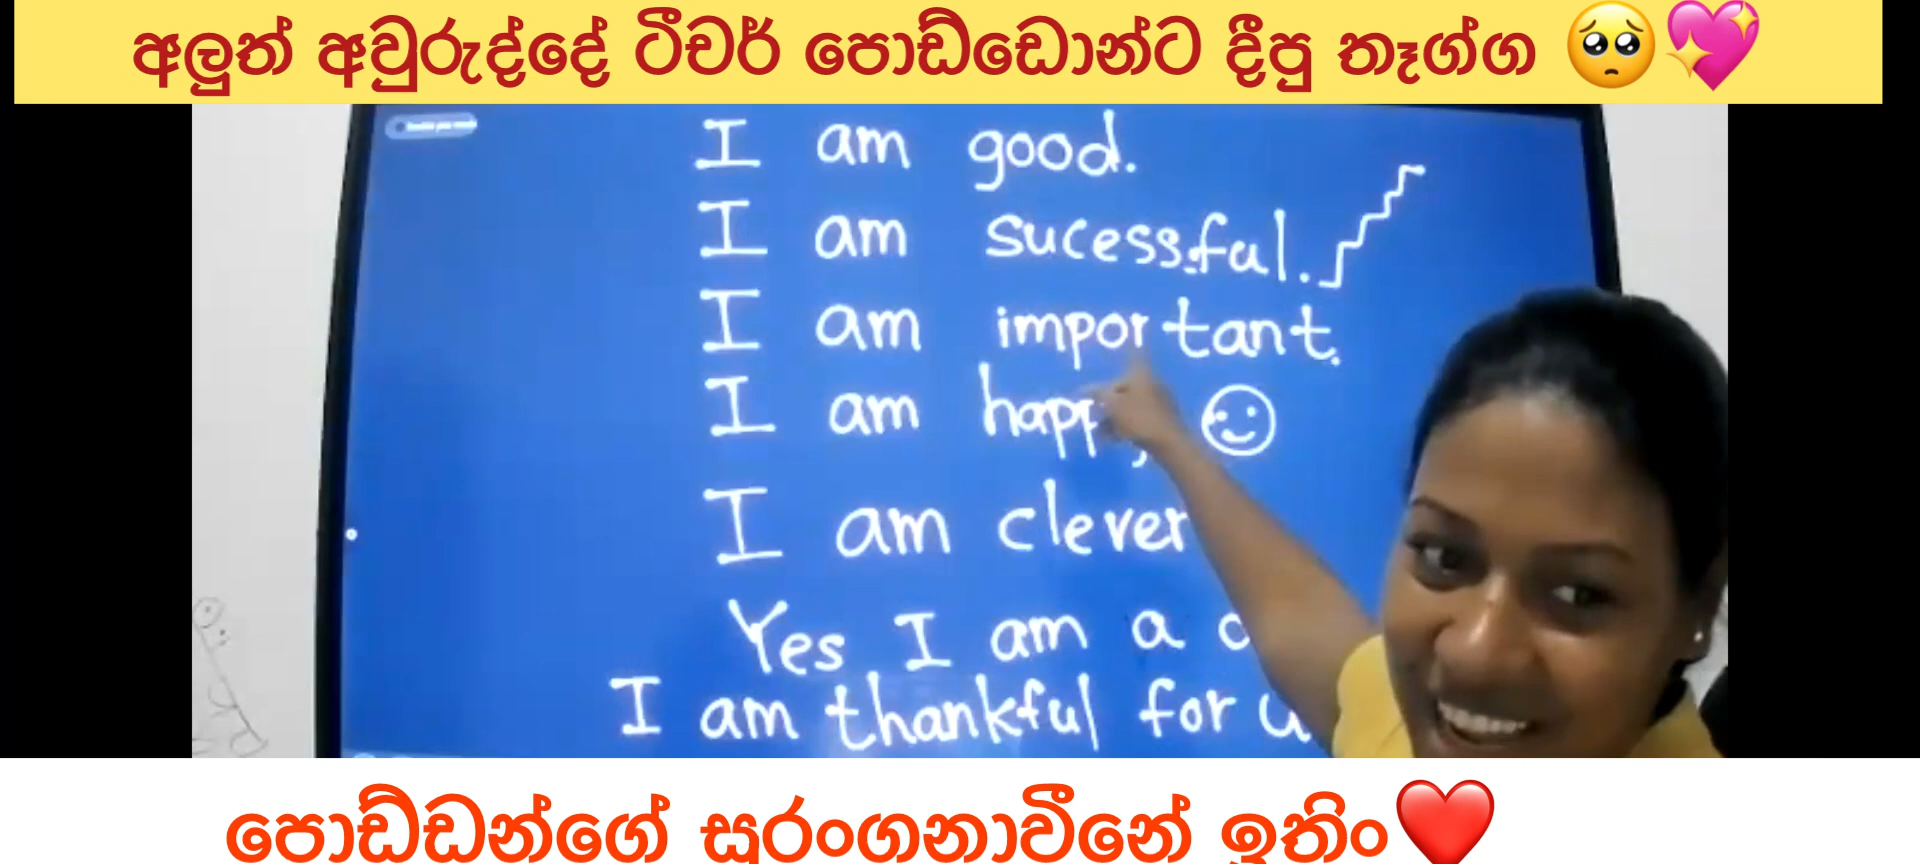 අලුත් අවුරුද්දේ ටීචර් පොඩ්ඩොන්ට දීපු තෑග්ග 🥺💖
I am good.
I am sucessful.
I am important.
I am happy
I am clever
Yes I am a
I am thankful for u
පොඩ්ඩන්ගේ සුරංගනාවීනේ ඉතිං❤️